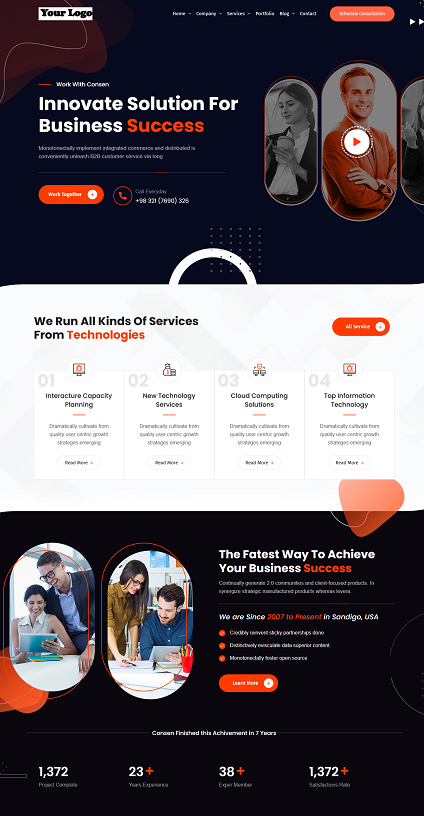 Your Logo
Home Company Services Portfolio Blog Contact
Schedule Consultation
Work With Consen
Innovate Solution For
Business Success
Monotonectally implement integrated commerce and distributed is
conveniently unleash B2B customer service via long
Work Together
Call Everyday ...
+98 321 (7690) 326
We Run All Kinds Of Services
From Technologies
All Service
01 02 03 04
Interacture Capacity
Planning
Dramatically cultivate from
quality user centric growth
strateges emerging
Read More +
New Technology
Services
Dramatically cultivate from
quality user centric growth
strateges emerging
Read More +
Cloud Computing
Solutions
Dramatically cultivate from
quality user centric growth
strateges emerging
Read More +
Top Information
Technology
Dramatically cultivate from
quality user centric growth
strateges emerging
Read More +
The Fatest Way To Achieve
Your Business Success
Continually generate 2.0 communities and client-focused products. In
synergize strategic manufactured products whereas levera
We are Since 2007 to Present in Sandigo, USA
Credibly reinvent sticky partnerships done
Distinctively evisculate data superior content.
Monotonectally foster open source
Learn More
Consen Finished this Achivement in 7 Years
1,372
Project Complete
23+
Years Experience
38+
Exper Member
1,372+
Satisfactions Rate